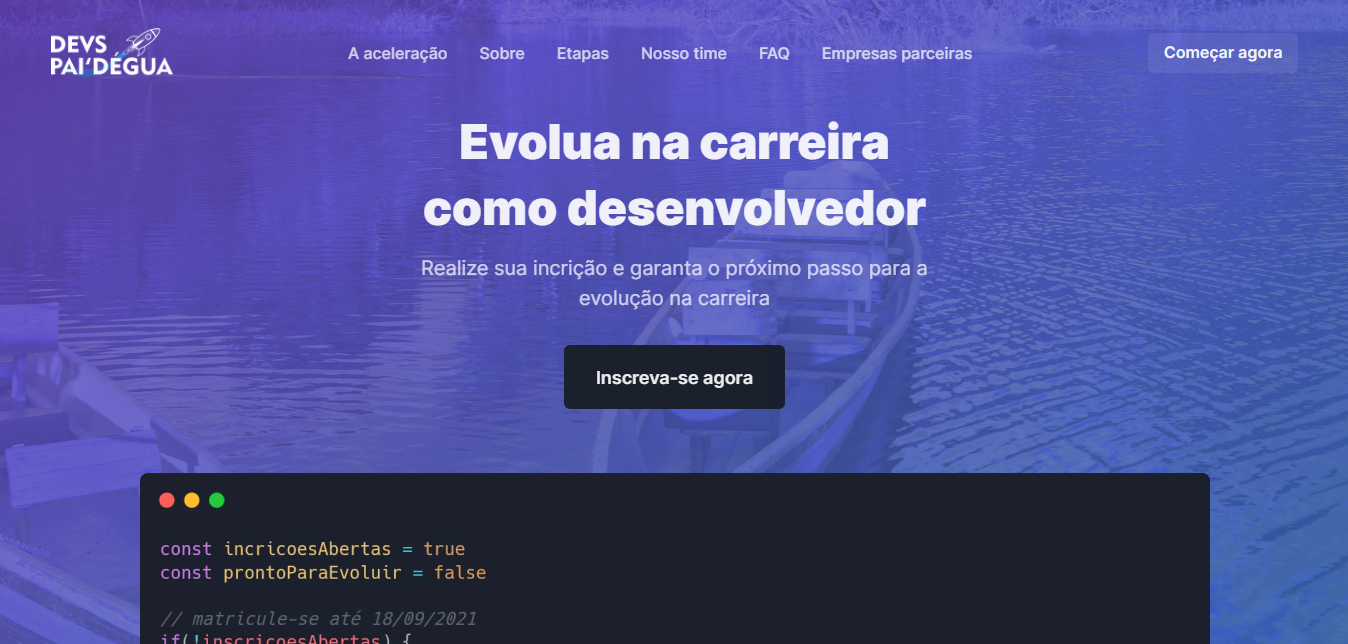 DEVS
PAI'DÉGUA
A aceleração Sobre Etapas Nosso time FAQ Empresas parceiras
Começar agora
Evolua na carreira
como desenvolvedor
Realize sua incrição e garanta o próximo passo para a
evolução na carreira
Inscreva-se agora
const incricoesAbertas = true
const prontoParaEvoluir = false
// matricule-se até 18/09/2021
if(!inscricoesAbertas) {